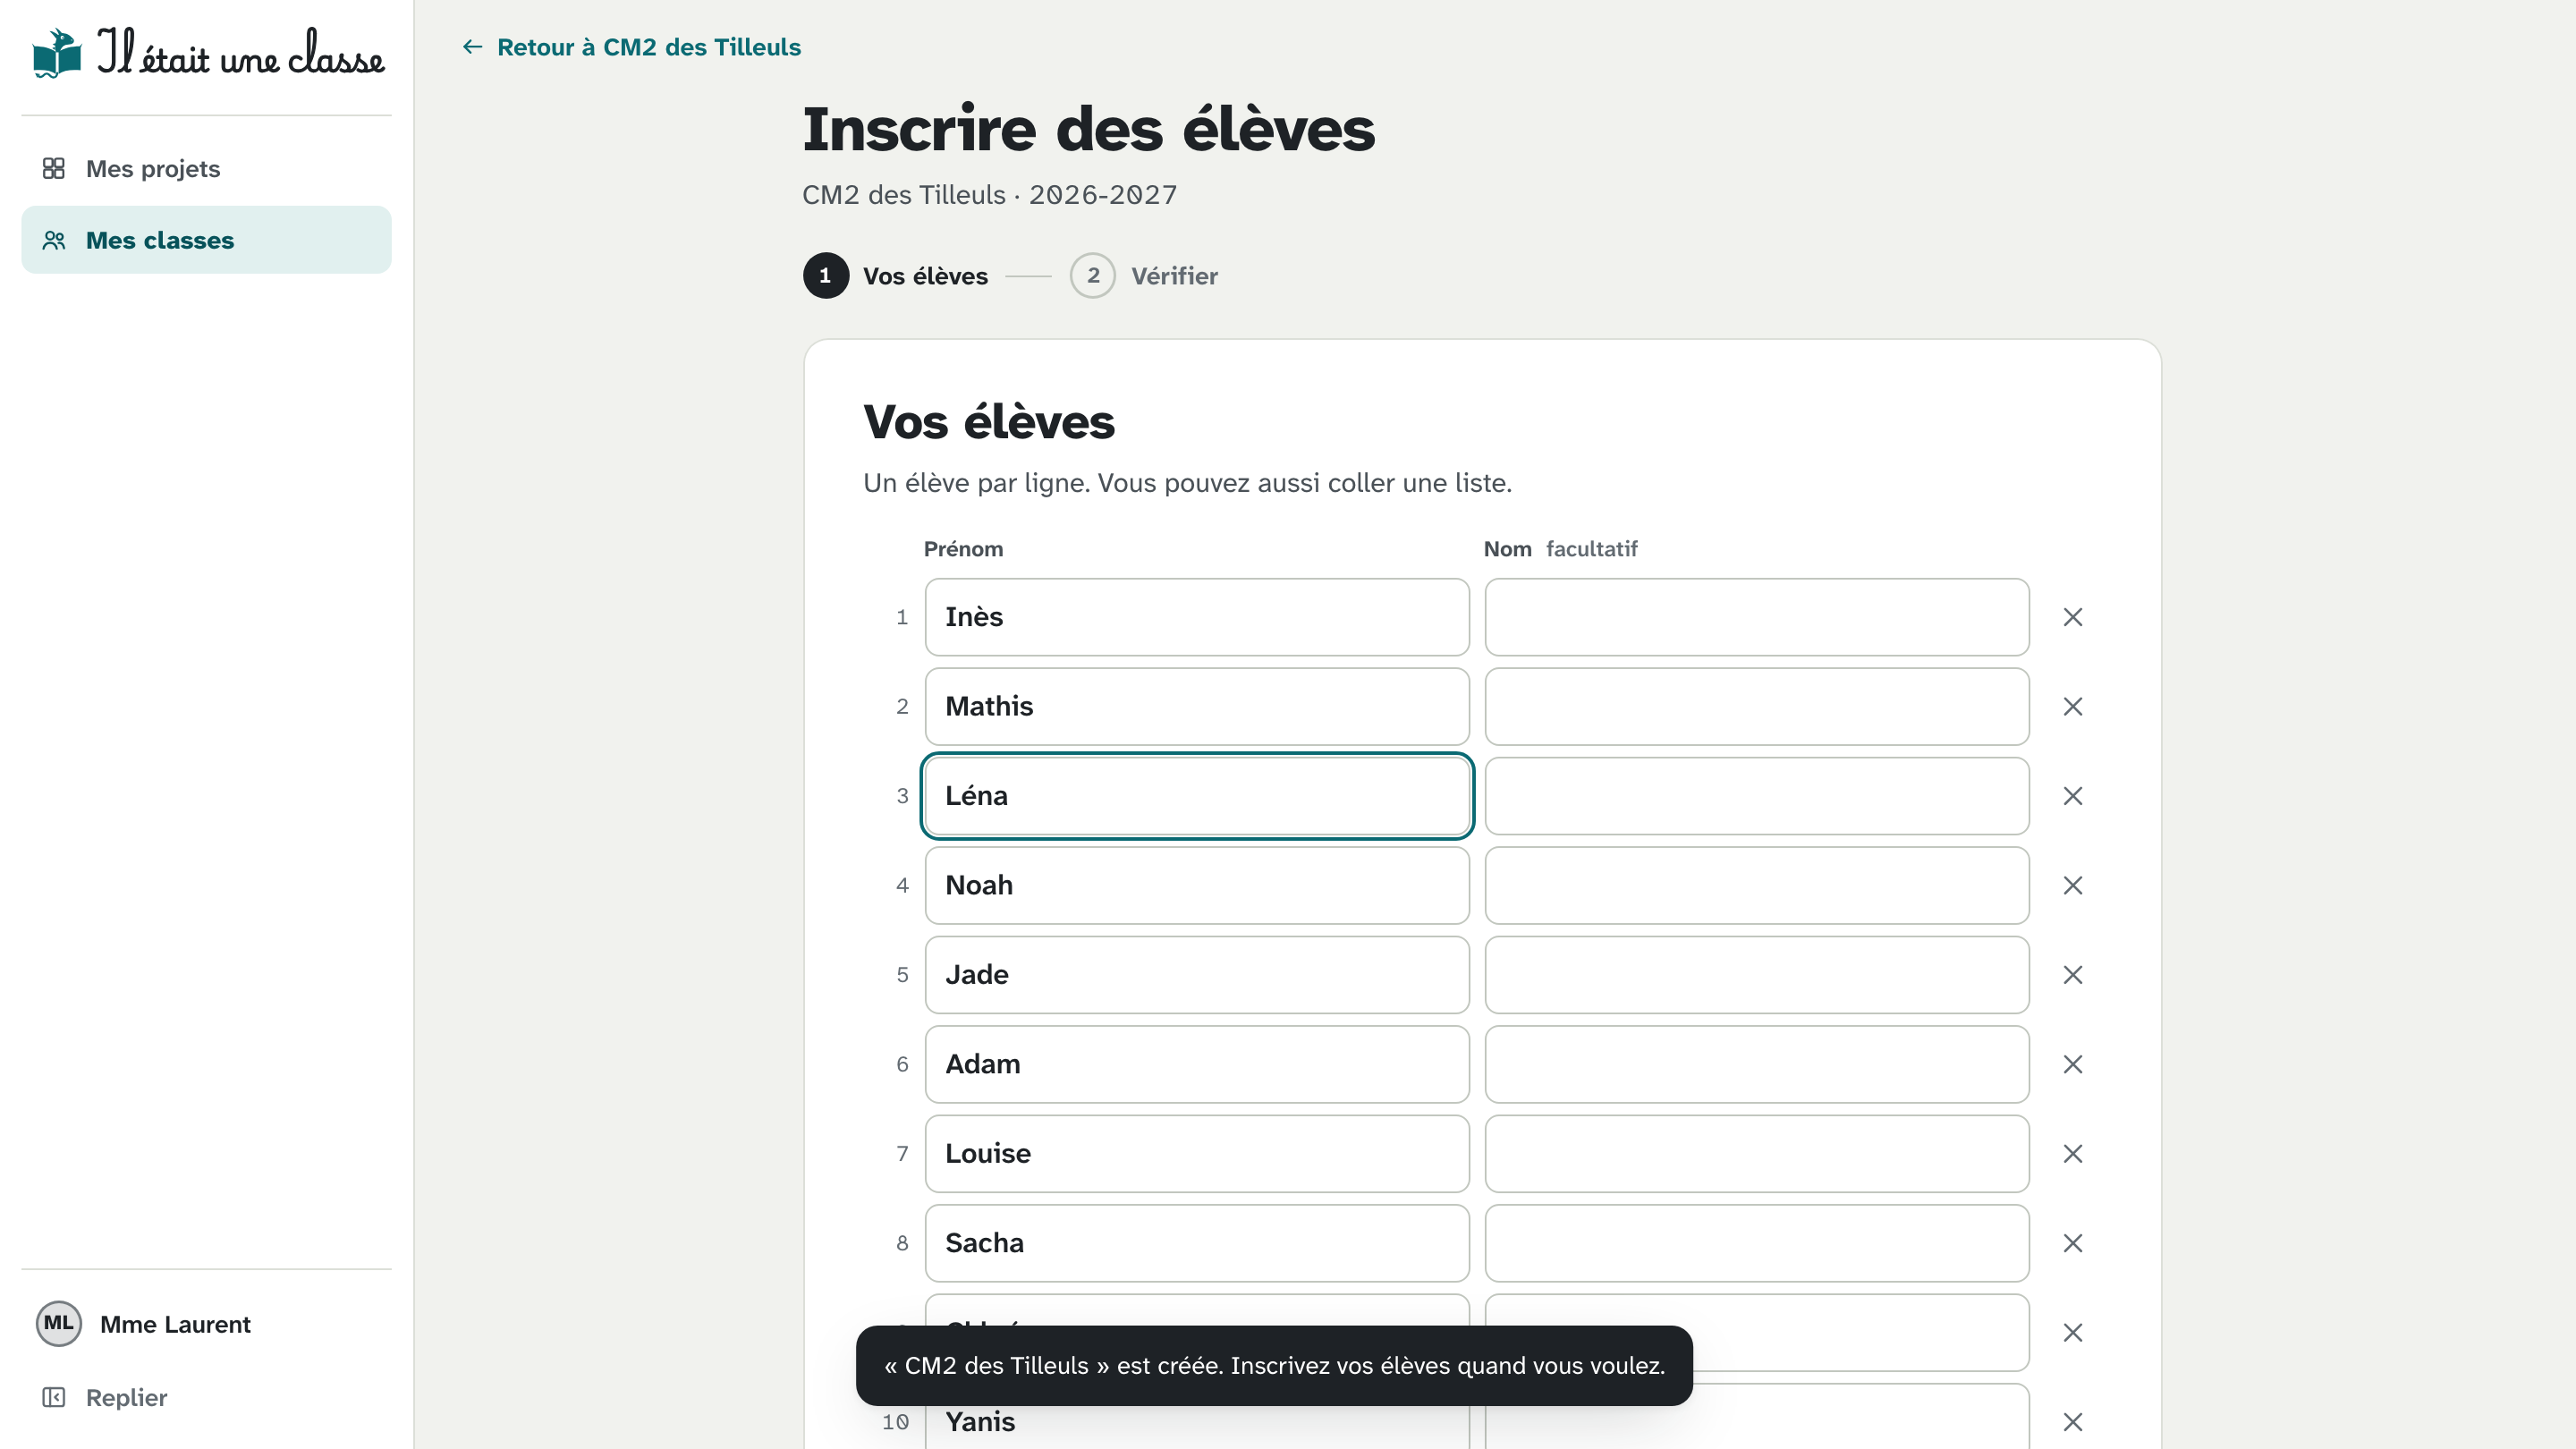 Il était une classe
Mes projets
Mes classes
ML Mme Laurent
Replier
← Retour à CM2 des Tilleuls
Inscrire des élèves
CM2 des Tilleuls · 2026-2027
1 Vos élèves 2 Vérifier
Vos élèves
Un élève par ligne. Vous pouvez aussi coller une liste.
Prénom Nom facultatif
1 Inès
2 Mathis
3 Léna
4 Noah
5 Jade
6 Adam
7 Louise
8 Sacha
« CM2 des Tilleuls » est créée. Inscrivez vos élèves quand vous voulez.
10 Yanis